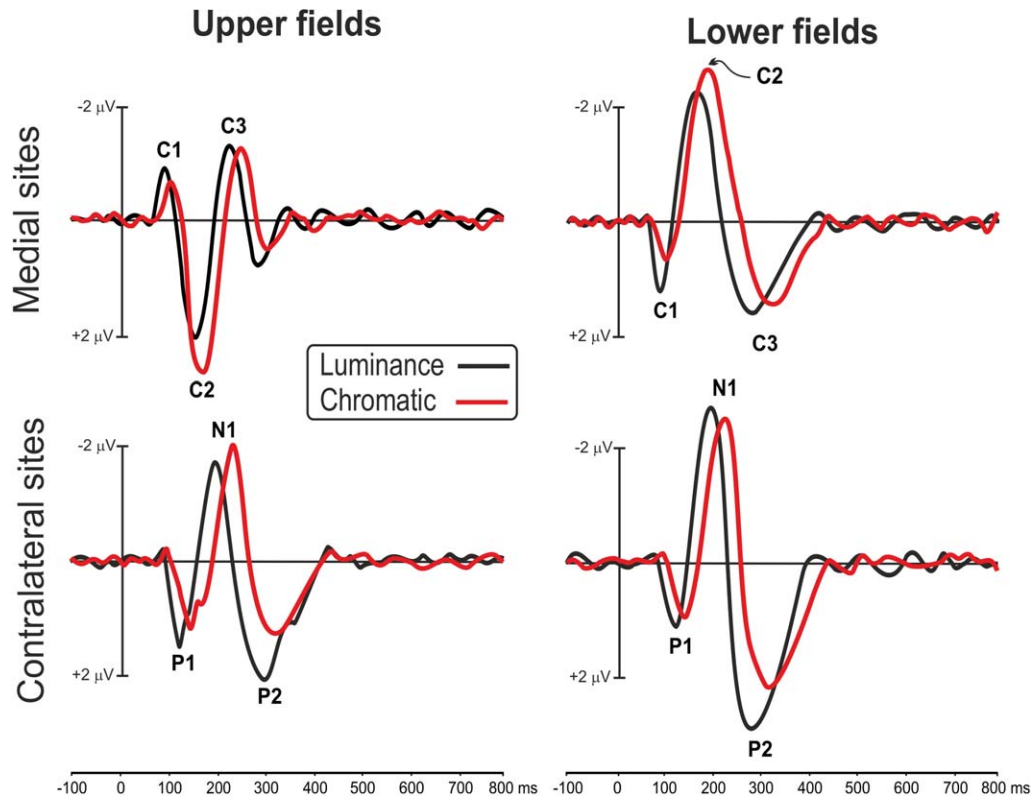 Upper fields
Lower fields
Medial sites
-2 µV
C1
C3
+2 µV
C2
-2 µV
C2
C1
+2 µV
C3
Luminance
Chromatic
Contralateral sites
-2 µV
N1
P1
+2 µV
P2
-2 µV
N1
P1
+2 µV
P2
-100 0 100 200 300 400 500 600 700 800 ms
-100 0 100 200 300 400 500 600 700 800 ms